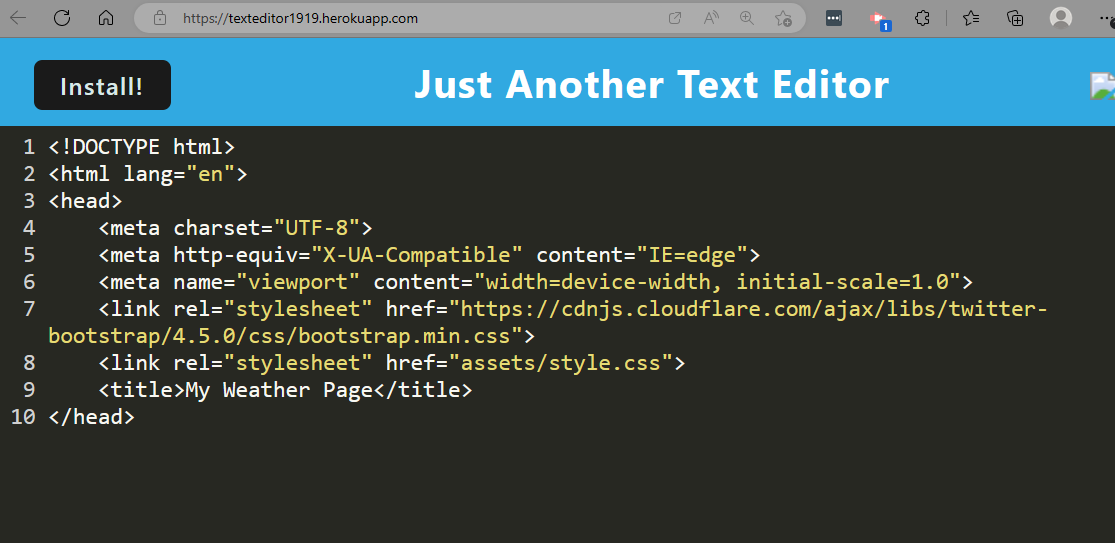 https://texteditor1919.herokuapp.com
A
1
Install!
Just Another Text Editor
1 <!DOCTYPE html>
2 <html lang="en">
3 <head>
4     <meta charset="UTF-8">
5     <meta http-equiv="X-UA-Compatible" content="IE=edge">
6     <meta name="viewport" content="width=device-width, initial-scale=1.0">
7     <link rel="stylesheet" href="https://cdnjs.cloudflare.com/ajax/libs/twitter-
bootstrap/4.5.0/css/bootstrap.min.css">
8     <link rel="stylesheet" href="assets/style.css">
9     <title>My Weather Page</title>
10 </head>